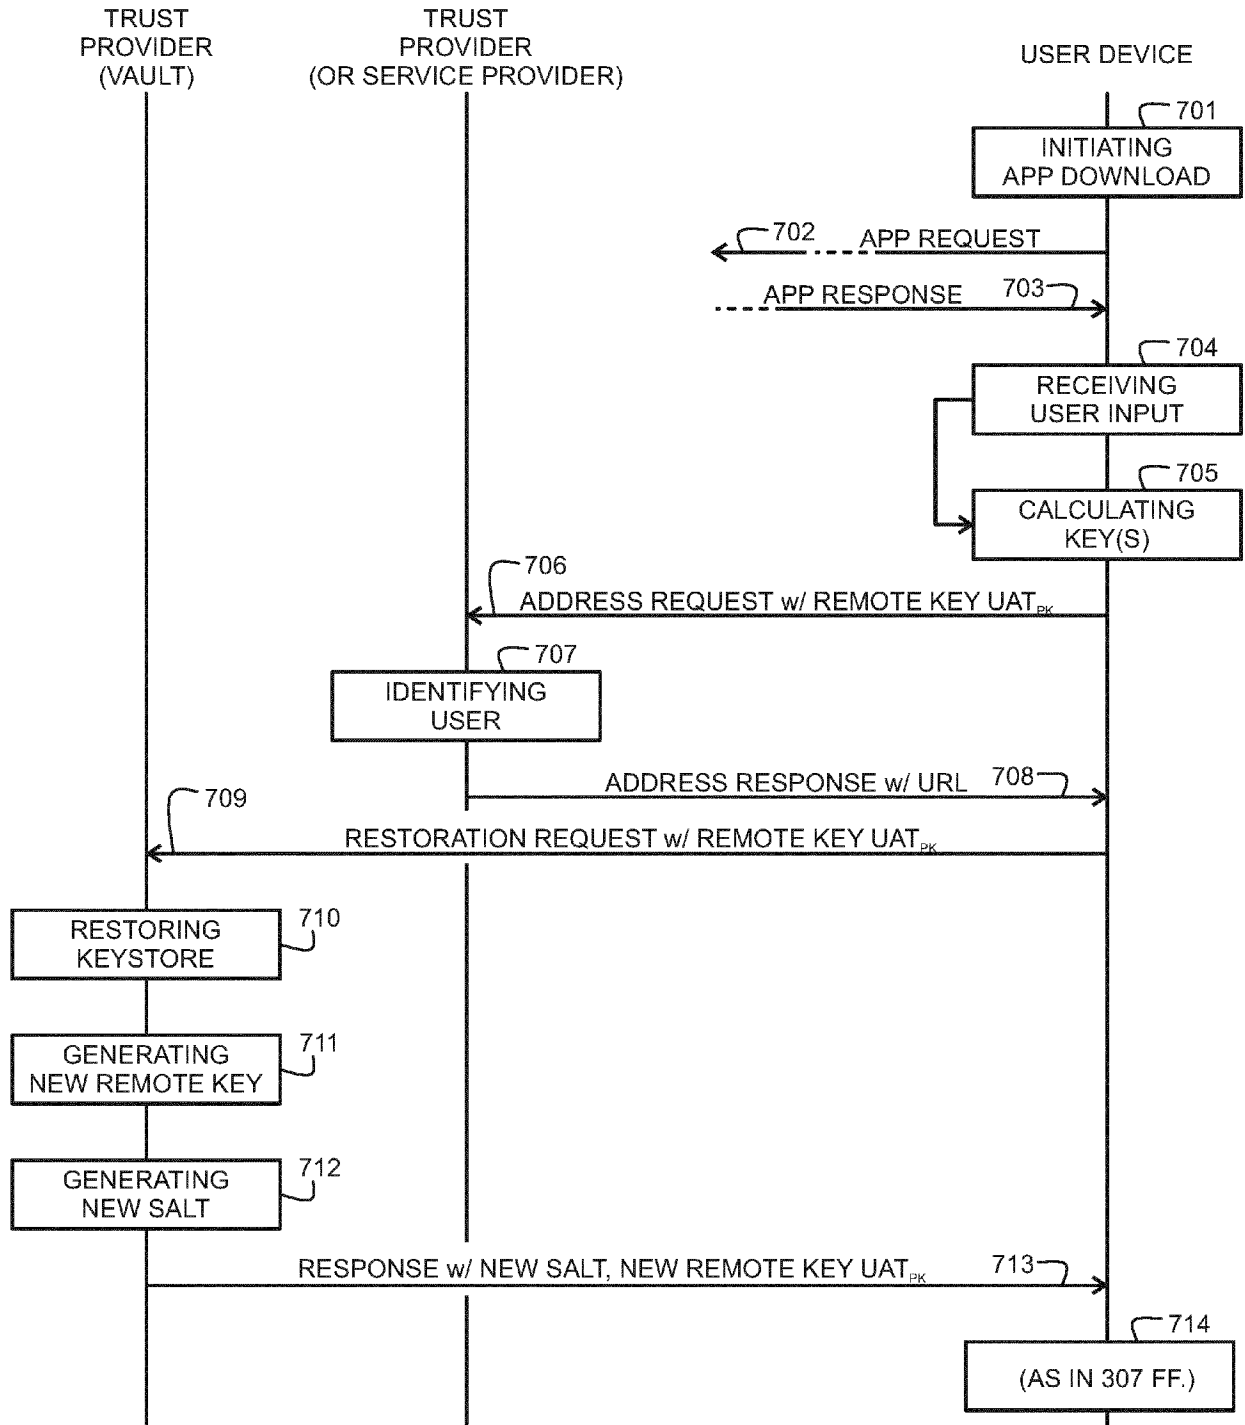 TRUST
PROVIDER
(VAULT)
TRUST
PROVIDER
(OR SERVICE PROVIDER)
USER DEVICE
701
INITIATING
APP DOWNLOAD
702
APP REQUEST
APP RESPONSE
703
704
RECEIVING
USER INPUT
705
CALCULATING
KEY(S)
706
ADDRESS REQUEST w/ REMOTE KEY UATPK
707
IDENTIFYING
USER
ADDRESS RESPONSE w/ URL
708
709
RESTORATION REQUEST w/ REMOTE KEY UATPK
710
RESTORING
KEYSTORE
711
GENERATING
NEW REMOTE KEY
712
GENERATING
NEW SALT
RESPONSE w/ NEW SALT, NEW REMOTE KEY UATPK
713
714
(AS IN 307 FF.)